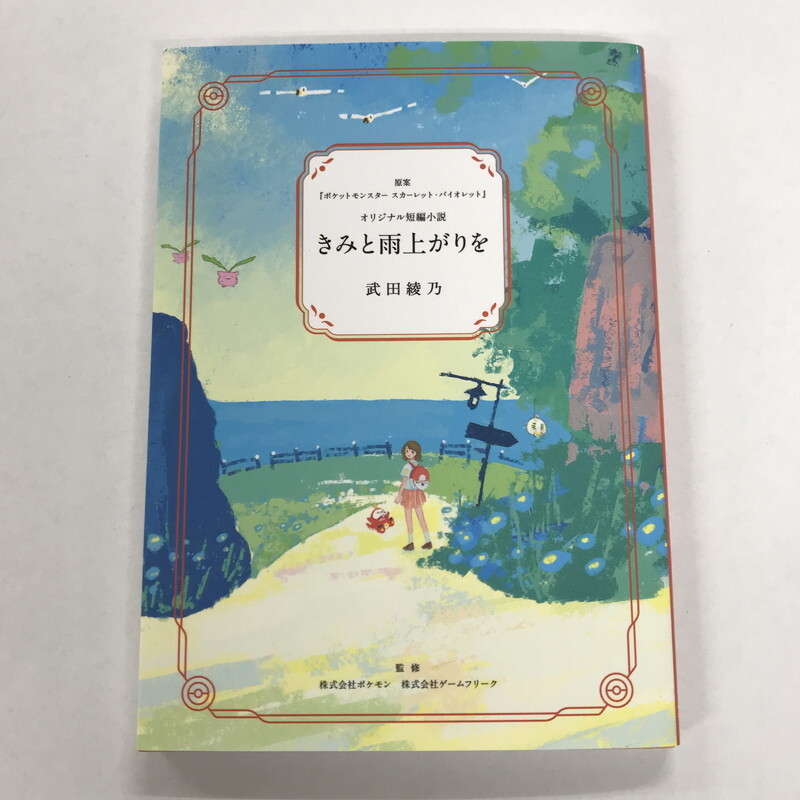 原案
『ポケットモンスター スカーレット・バイオレット』
オリジナル短編小説
きみと雨上がりを
武田綾乃
監修
株式会社ポケモン 株式会社ゲームフリーク